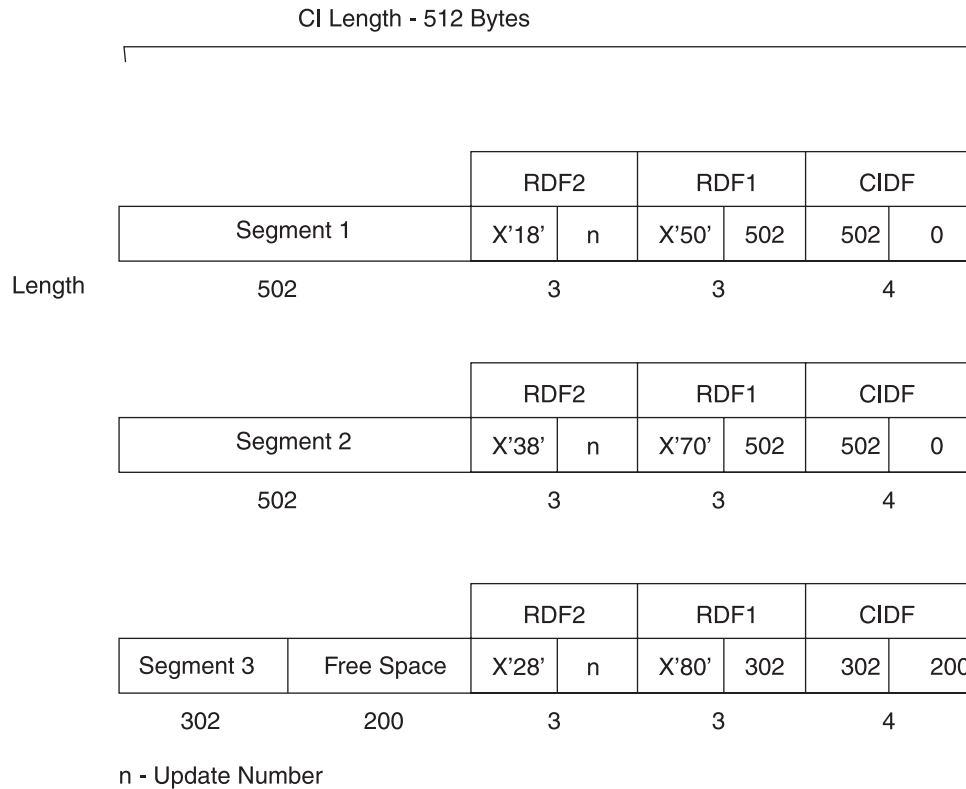 CI Length - 512 Bytes
RDF2 RDF1 CIDF
Segment 1 X'18' n X'50' 502 502 0
Length 502 3 3 4
RDF2 RDF1 CIDF
Segment 2 X'38' n X'70' 502 502 0
502 3 3 4
RDF2 RDF1 CIDF
Segment 3 Free Space X'28' n X'80' 302 302 200
302 200 3 3 4
n - Update Number